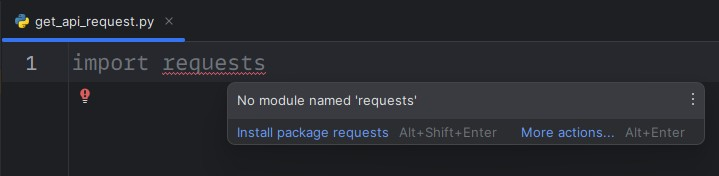 get_api_request.py ×
1 import requests
No module named 'requests'
Install package requests Alt+Shift+Enter More actions... Alt+Enter